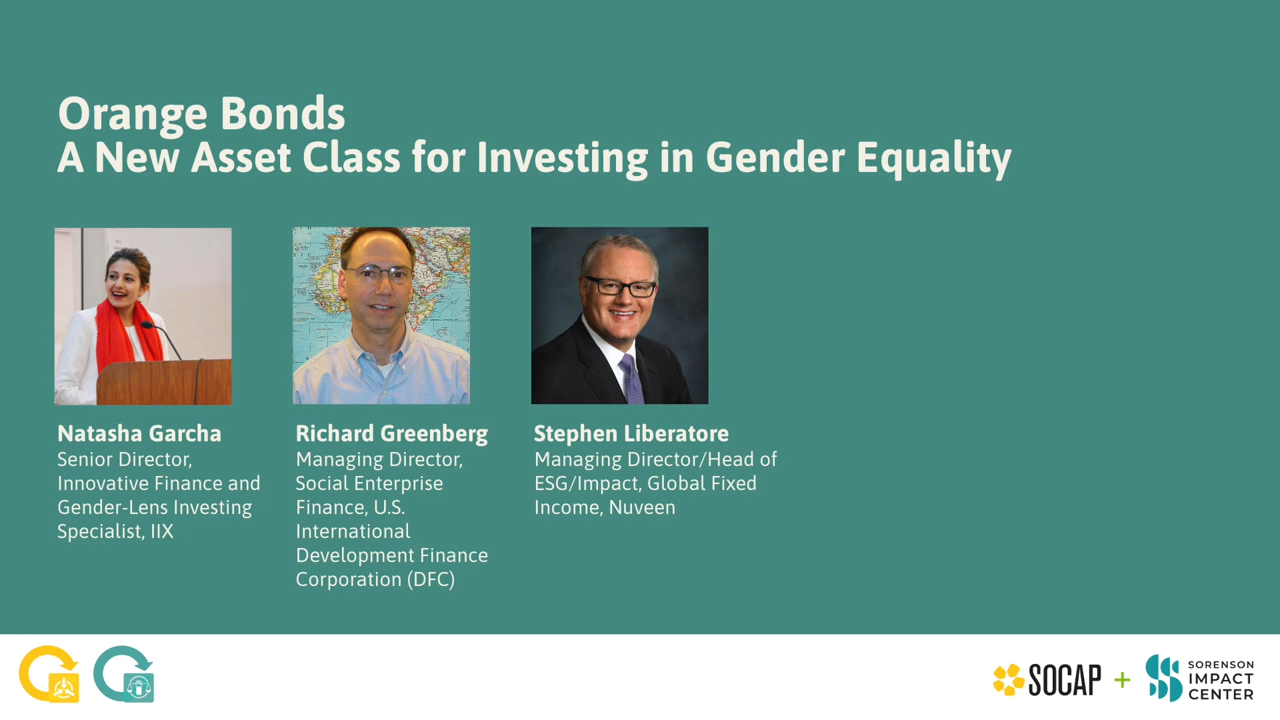 Orange Bonds
A New Asset Class for Investing in Gender Equality
Natasha Garcha
Senior Director,
Innovative Finance and
Gender-Lens Investing
Specialist, IIX
Richard Greenberg
Managing Director,
Social Enterprise
Finance, U.S.
International
Development Finance
Corporation (DFC)
Stephen Liberatore
Managing Director/Head of
ESG/Impact, Global Fixed
Income, Nuveen
SOCAP +
SORENSON
IMPACT
CENTER